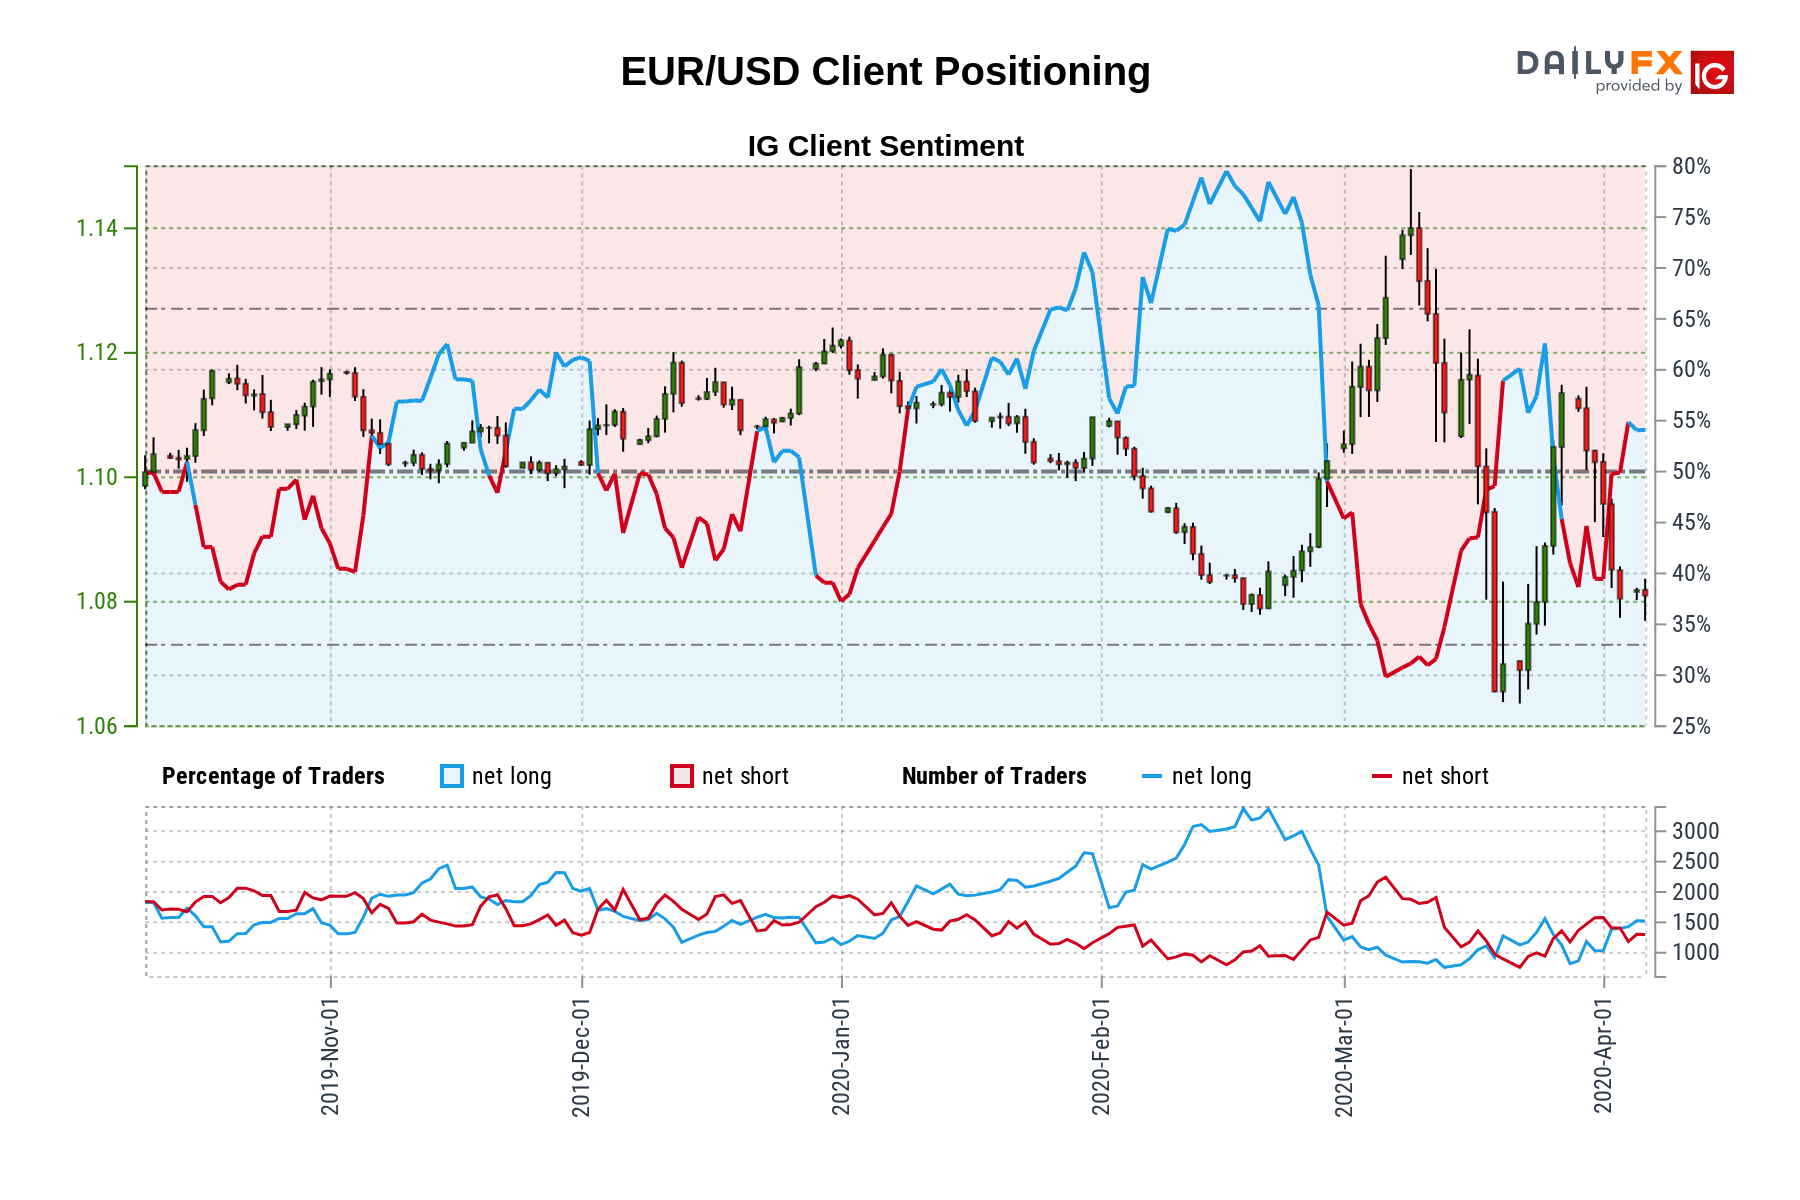 EUR/USD Client Positioning
DAILYFX
provided by IG
IG Client Sentiment
1.14
1.12
1.10
1.08
1.06
80%
75%
70%
65%
60%
55%
50%
45%
40%
35%
30%
25%
Percentage of Traders net long net short Number of Traders net long net short
3000
2500
2000
1500
1000
2019-Nov-01
2019-Dec-01
2020-Jan-01
2020-Feb-01
2020-Mar-01
2020-Apr-01